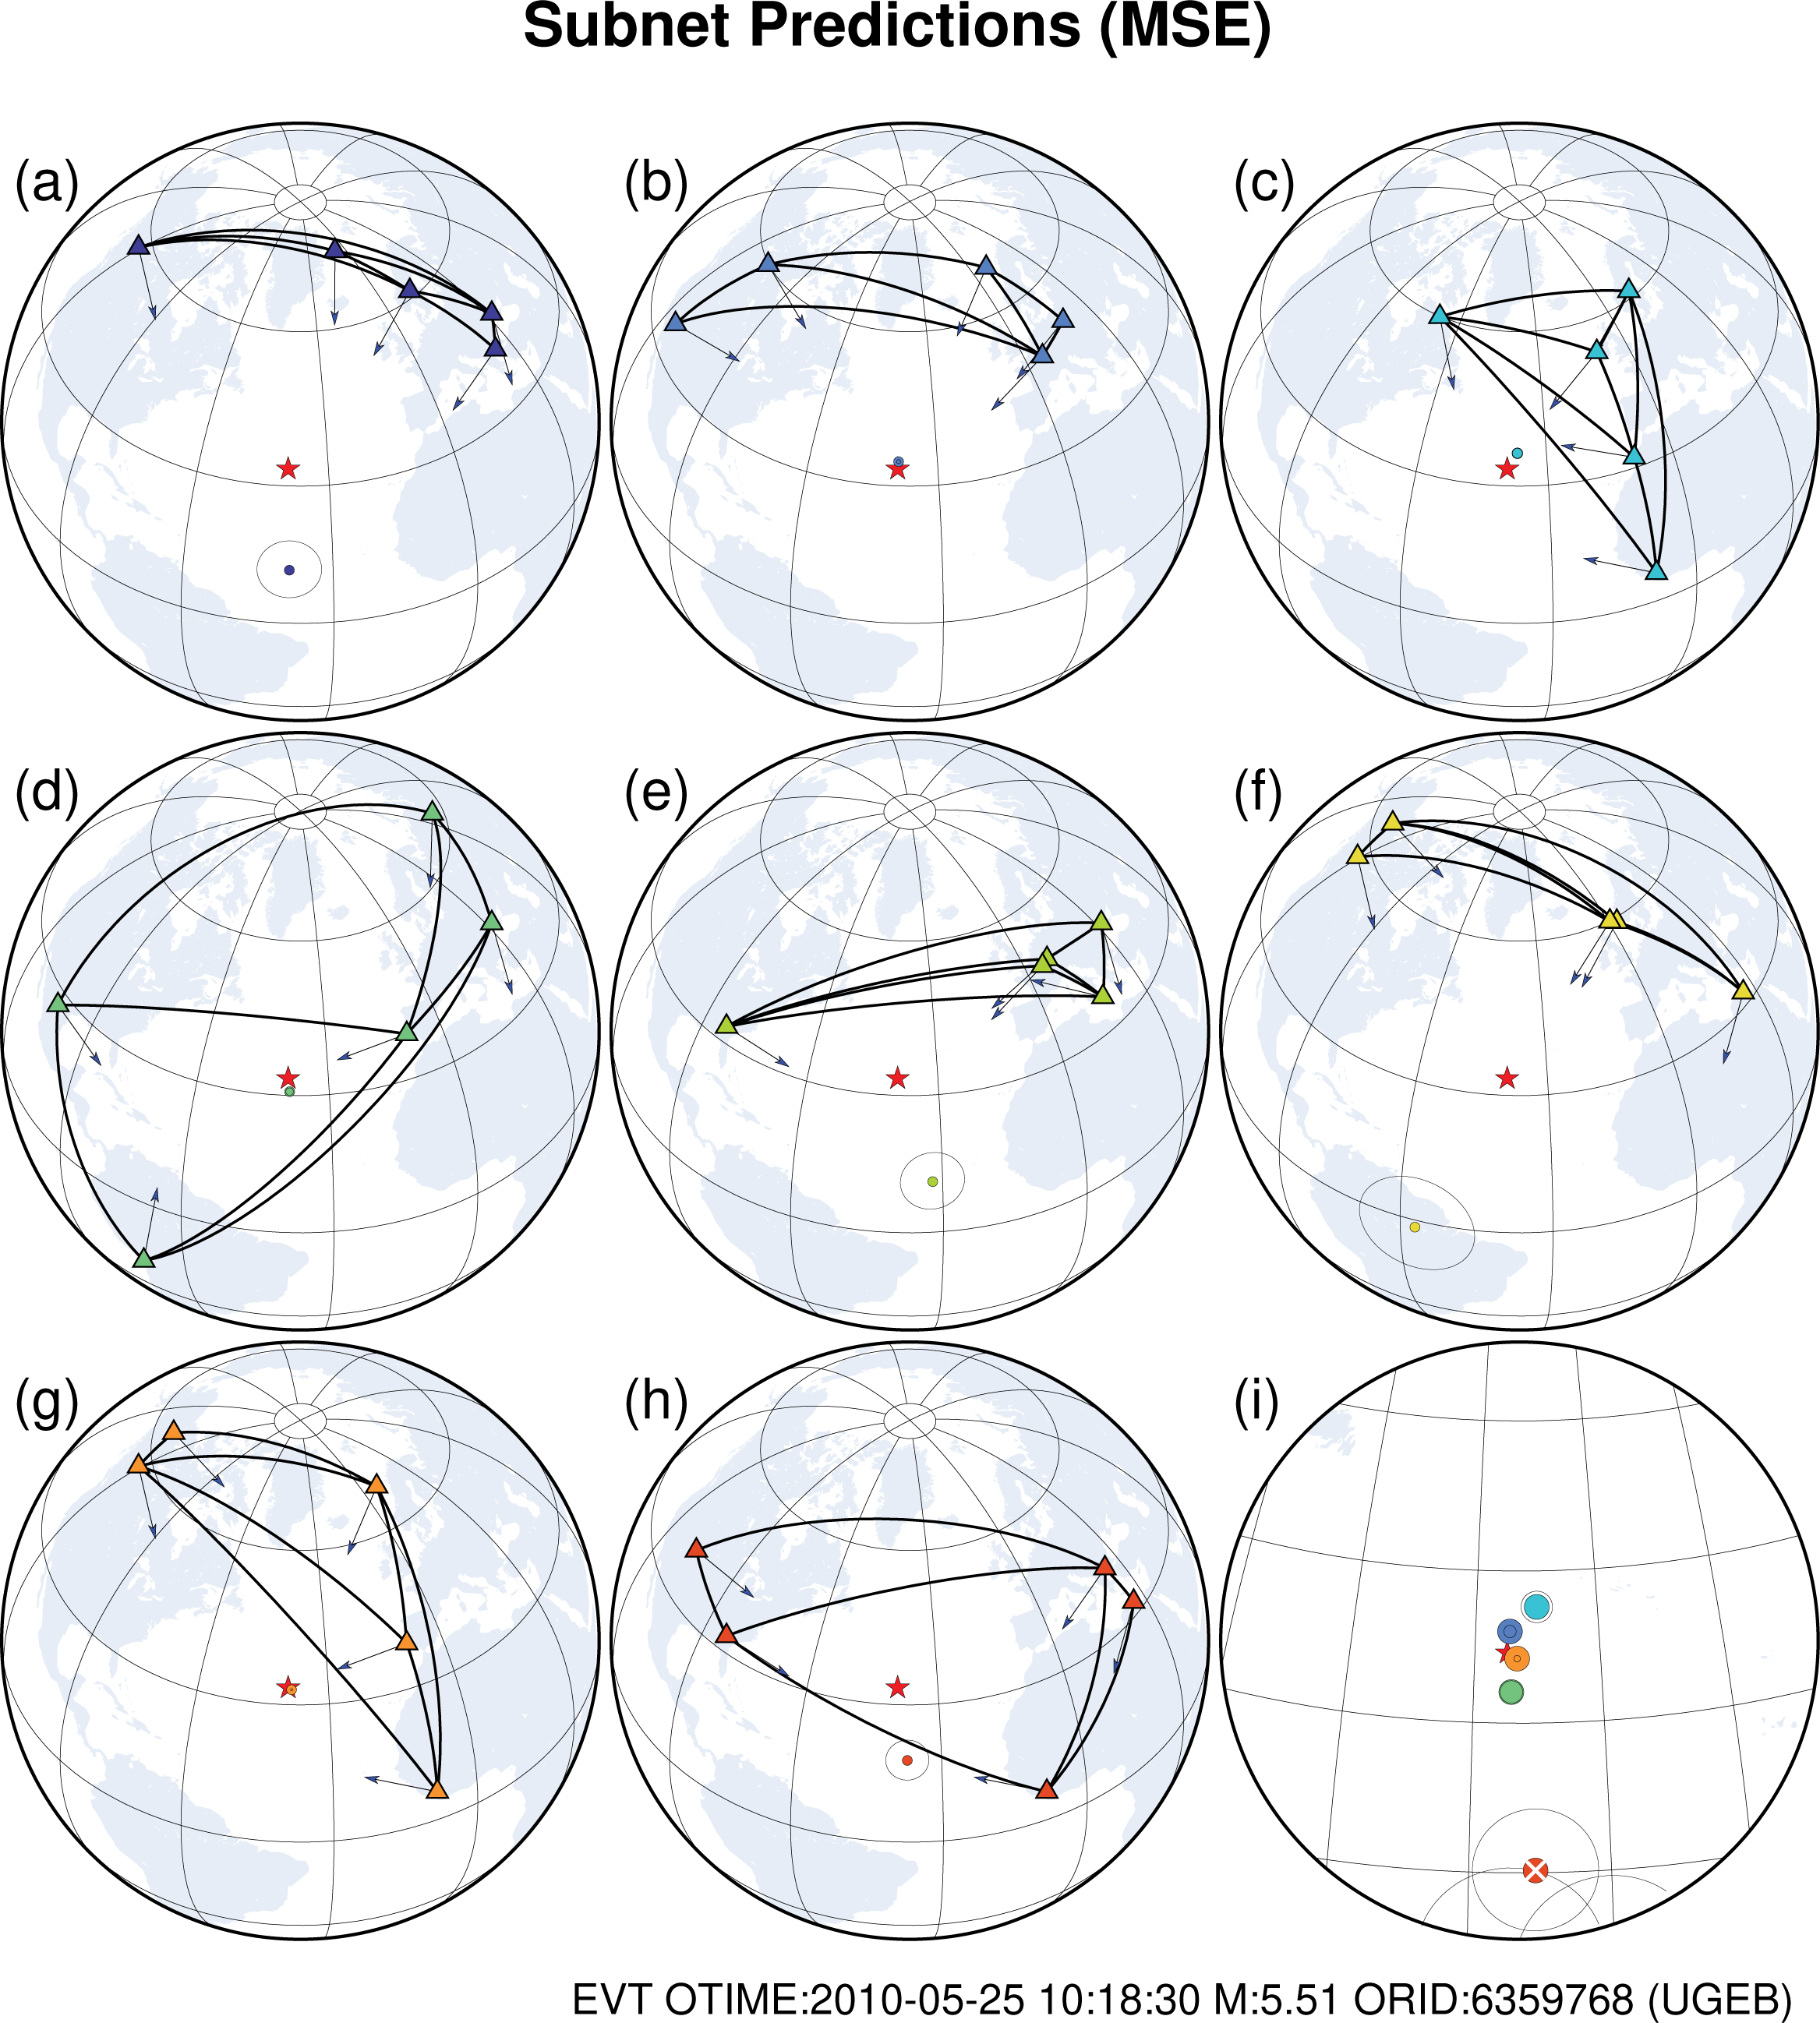 Subnet Predictions (MSE)
(a)
(b)
(c)
(d)
(e)
(f)
(g)
(h)
(i)
EVT OTIME:2010-05-25 10:18:30 M:5.51 ORID:6359768 (UGEB)